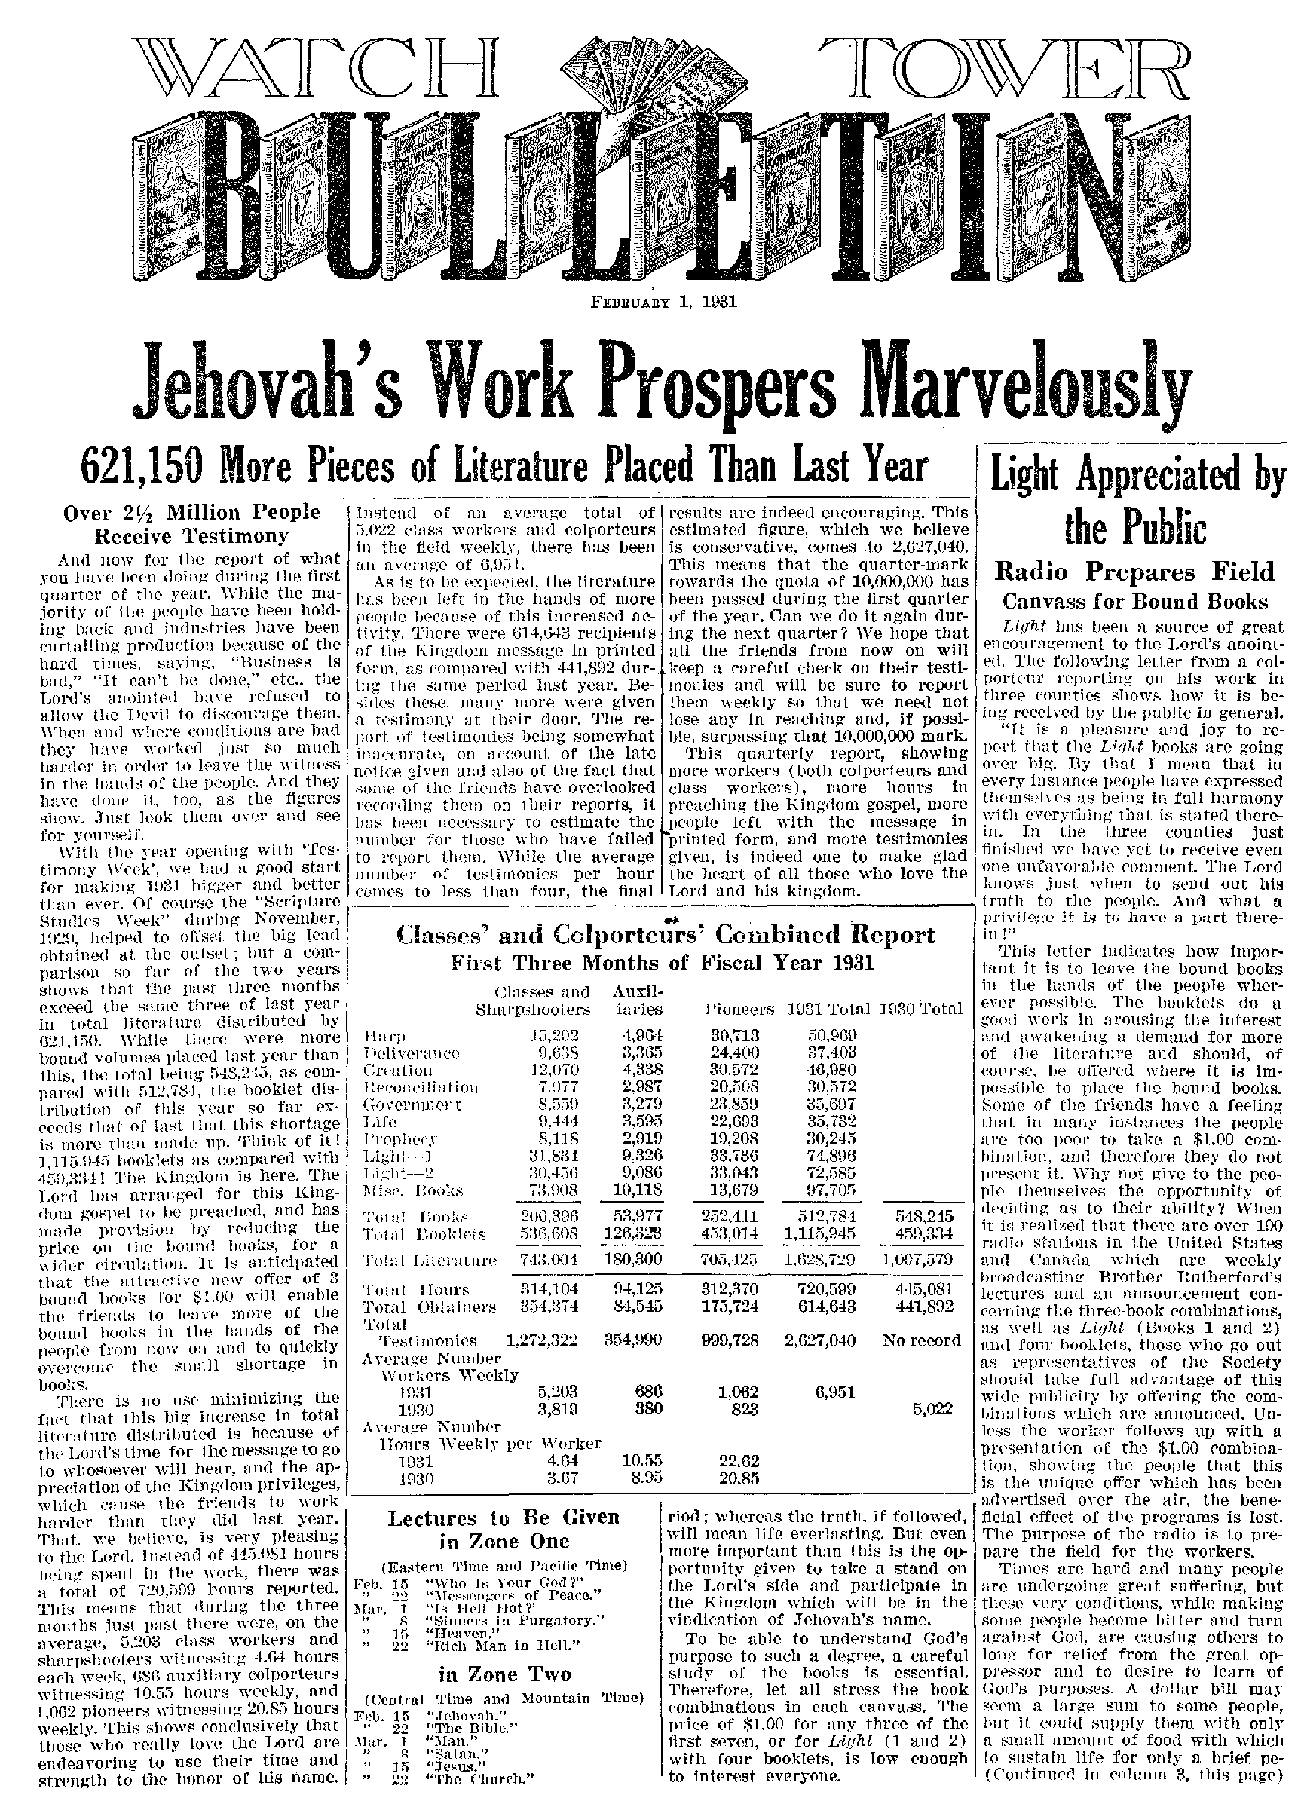 WATCH TOWER
BULLETIN
FEBRUARY 1, 1931
Jehovah's Work Prospers Marvelously
621,150 More Pieces of Literature Placed Than Last Year
Over 2½ Million People
Receive Testimony
And now for the report of what
you have been doing during the first
quarter of the year. While the ma-
jority of the people have been hold-
ing back and industries have been
curtailing production because of the
hard times, saying, "Business is
bad," "It can't be done," etc., the
Lord's anointed have refused to
allow the Devil to discourage them.
When and where conditions are bad
they have worked just so much
harder in order to leave the witness
in the hands of the people. And they
have done it, too, as the figures
show. Just look them over and see
for yourself.
With the year opening with 'Tes-
timony Week', we had a good start
for making 1931 bigger and better
than ever. Of course the "Scripture
Studies Week" during November,
1929, helped to offset the big lead
obtained at the outset; but a com-
parison so far of the two years
shows that the past three months
exceed the same three of last year
in total literature distributed by
621,150. While there were more
bound volumes placed last year than
this, the total being 548,245, as com-
pared with 512,784, the booklet dis-
tribution of this year so far ex-
ceeds that of last that this shortage
is more than made up. Think of it!
1,115,945 booklets as compared with
459,334! The Kingdom is here. The
Lord has arranged for this King-
dom gospel to be preached, and has
made provision by reducing the
price on the bound books, for a
wider circulation. It is anticipated
that the attractive new offer of 3
bound books for $1.00 will enable
the friends to leave more of the
bound books in the hands of the
people from now on and to quickly
overcome the small shortage in
books.
There is no use minimizing the
fact that this big increase in total
literature distributed is because of
the Lord's time for the message to go
to whosoever will hear, and the ap-
preciation of the Kingdom privileges,
which cause the friends to work
harder than they did last year.
That, we believe, is very pleasing
to the Lord. Instead of 445,081 hours
being spent in the work, there was
a total of 720,599 hours reported.
This means that during the three
months just past there were, on the
average, 5,203 class workers and
sharpshooters witnessing 4.64 hours
each week, 686 auxiliary colporteurs
witnessing 10.55 hours weekly, and
1,062 pioneers witnessing 20.85 hours
weekly. This shows conclusively that
those who really love the Lord are
endeavoring to use their time and
strength to the honor of his name.
Instead of an average total of
5,022 class workers and colporteurs
in the field weekly, there has been
an average of 6,951.
As is to be expected, the literature
has been left in the hands of more
people because of this increased ac-
tivity. There were 614,643 recipients
of the Kingdom message in printed
form, as compared with 441,892 dur-
ing the same period last year. Be-
sides these, many more were given
a testimony at their door. The re-
port of testimonies being somewhat
inaccurate, on account of the late
notice given and also of the fact that
some of the friends have overlooked
recording them on their reports, it
has been necessary to estimate the
number for those who have failed
to report them. While the average
number of testimonies per hour
comes to less than four, the final
results are indeed encouraging. This
estimated figure, which we believe
is conservative, comes to 2,627,040.
This means that the quarter-mark
towards the quota of 10,000,000 has
been passed during the first quarter
of the year. Can we do it again dur-
ing the next quarter? We hope that
all the friends from now on will
keep a careful check on their testi-
monies and will be sure to report
them weekly so that we need not
lose any in reaching and, if possi-
ble, surpassing that 10,000,000 mark.
This quarterly report, showing
more workers (both colporteurs and
class workers), more hours in
preaching the Kingdom gospel, more
people left with the message in
printed form, and more testimonies
given, is indeed one to make glad
the heart of all those who love the
Lord and his kingdom.
Classes' and Colporteurs' Combined Report
First Three Months of Fiscal Year 1931
Classes and Auxil-
Sharpshooters iaries Pioneers 1931 Total 1930 Total
Harp 15,292 4,964 30,713 50,969
Deliverance 9,638 3,365 24,400 37,403
Creation 12,070 4,338 30,572 46,980
Reconciliation 7,077 2,987 20,508 30,572
Government 8,559 3,279 23,859 35,697
Life 9,444 3,595 22,693 35,732
Prophecy 8,118 2,919 19,208 30,245
Light—1 31,834 9,326 33,736 74,896
Light—2 30,456 9,086 33,043 72,585
Misc. Books 73,908 10,118 13,679 97,705
Total Books 206,396 53,977 252,411 512,784 548,245
Total Booklets 536,608 126,323 453,014 1,115,945 459,334
Total Literature 743,004 180,300 705,425 1,628,729 1,007,579
Total Hours 314,104 94,125 312,370 720,599 445,081
Total Obtainers 354,374 84,545 175,724 614,643 441,892
Total
Testimonies 1,272,322 354,990 999,728 2,627,040 No record
Average Number
Workers Weekly
1931 5,203 686 1,062 6,951
1930 3,819 380 823 5,022
Average Number
Hours Weekly per Worker
1931 4.64 10.55 22.62
1930 3.67 8.95 20.85
Lectures to Be Given
in Zone One
(Eastern Time and Pacific Time)
Feb. 15 "Who Is Your God?"
" 22 "Messengers of Peace."
Mar. 1 "Is Hell Hot?"
" 8 "Sinners in Purgatory."
" 15 "Heaven."
" 22 "Rich Man in Hell."
in Zone Two
(Central Time and Mountain Time)
Feb. 15 "Jehovah."
" 22 "The Bible."
Mar. 1 "Man."
" 8 "Satan."
" 15 "Jesus."
" 22 "The Church."
riod; whereas the truth, if followed,
will mean life everlasting. But even
more important than this is the op-
portunity given to take a stand on
the Lord's side and participate in
the Kingdom which will be in the
vindication of Jehovah's name.
To be able to understand God's
purpose to such a degree, a careful
study of the books is essential.
Therefore, let all stress the book
combinations in each canvass. The
price of $1.00 for any three of the
first seven, or for Light (1 and 2)
with four booklets, is low enough
to interest everyone.
Light Appreciated by
the Public
Radio Prepares Field
Canvass for Bound Books
Light has been a source of great
encouragement to the Lord's anoint-
ed. The following letter from a col-
porteur reporting on his work in
three counties shows how it is be-
ing received by the public in general.
"It is a pleasure and joy to re-
port that the Light books are going
over big. By that I mean that in
every instance people have expressed
themselves as being in full harmony
with everything that is stated there-
in. In the three counties just
finished we have yet to receive even
one unfavorable comment. The Lord
knows just when to send out his
truth to the people. And what a
privilege it is to have a part there-
in!"
This letter indicates how impor-
tant it is to leave the bound books
in the hands of the people wher-
ever possible. The booklets do a
good work in arousing the interest
and awakening a demand for more
of the literature and should, of
course, be offered where it is im-
possible to place the bound books.
Some of the friends have a feeling
that in many instances the people
are too poor to take a $1.00 com-
bination, and therefore they do not
present it. Why not give to the peo-
ple themselves the opportunity of
deciding as to their ability? When
it is realized that there are over 100
radio stations in the United States
and Canada which are weekly
broadcasting Brother Rutherford's
lectures and an announcement con-
cerning the three-book combinations,
as well as Light (Books 1 and 2)
and four booklets, those who go out
as representatives of the Society
should take full advantage of this
wide publicity by offering the com-
binations which are announced. Un-
less the worker follows up with a
presentation of the $1.00 combina-
tion, showing the people that this
is the unique offer which has been
advertised over the air, the bene-
ficial effect of the programs is lost.
The purpose of the radio is to pre-
pare the field for the workers.
Times are hard and many people
are undergoing great suffering, but
these very conditions, while making
some people become bitter and turn
against God, are causing others to
long for relief from the great op-
pressor and to desire to learn of
God's purposes. A dollar bill may
seem a large sum to some people,
but it could supply them with only
a small amount of food with which
to sustain life for only a brief pe-
(Continued in column 3, this page)